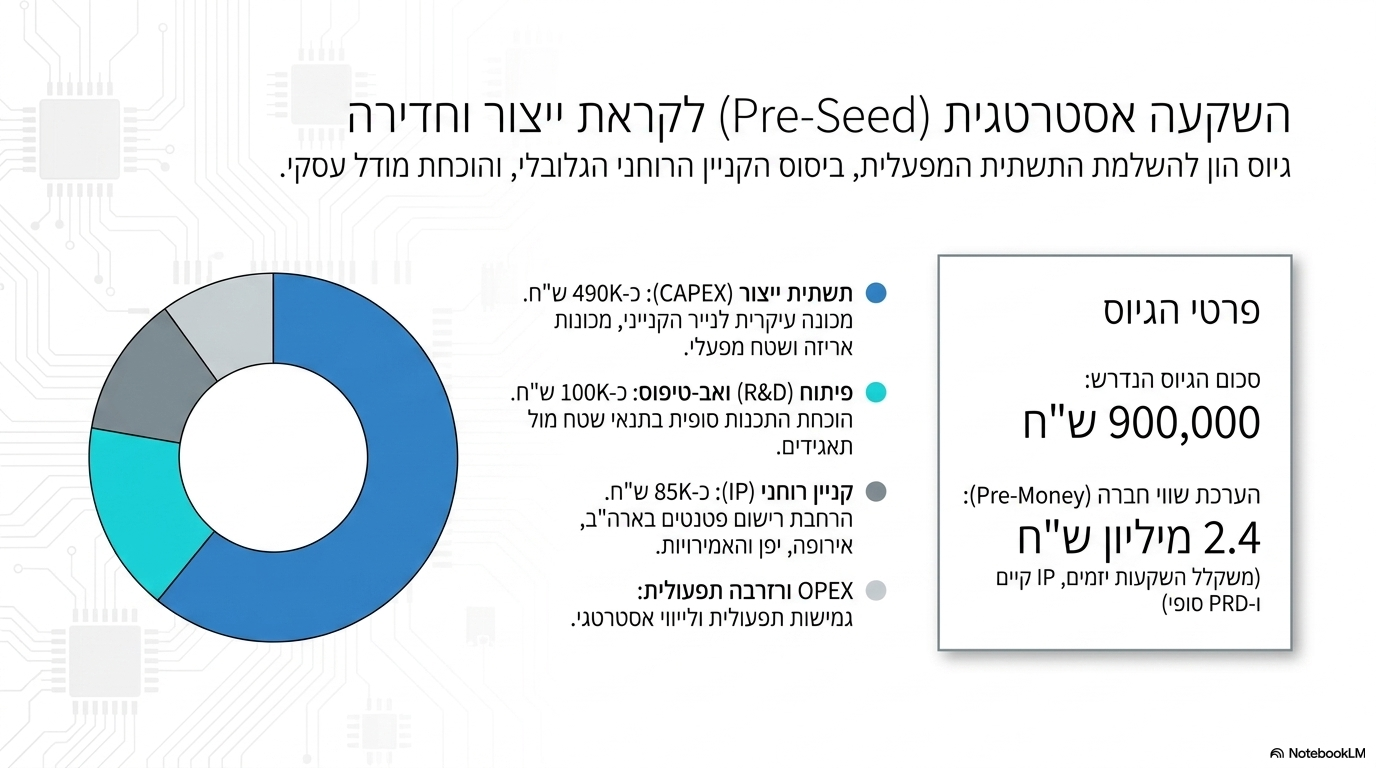 השקעה אסטרטגית (Pre-Seed) לקראת ייצור וחדירה
גיוס הון להשלמת התשתית המפעלית, ביסוס הקניין הרוחני הגלובלי, והוכחת מודל עסקי.
פרטי הגיוס
סכום הגיוס הנדרש:
900,000 ש"ח
הערכת שווי חברה (Pre-Money):
2.4 מיליון ש"ח
(משקלל השקעות יזמים, IP קיים
ו-PRD סופי)
תשתית ייצור (CAPEX): כ-490K ש"ח.
מכונה עיקרית לנייר הקנייני, מכונות
אריזה ושטח מפעלי.
פיתוח (R&D) ואב-טיפוס: כ-100K ש"ח.
הוכחת התכנות סופית בתנאי שטח מול
תאגידים.
קניין רוחני (IP): כ-85K ש"ח.
הרחבת רישום פטנטים בארה"ב,
אירופה, יפן והאמירויות.
OPEX ורזרבה תפעולית:
גמישות תפעולית ולייווי אסטרטגי.
NotebookLM